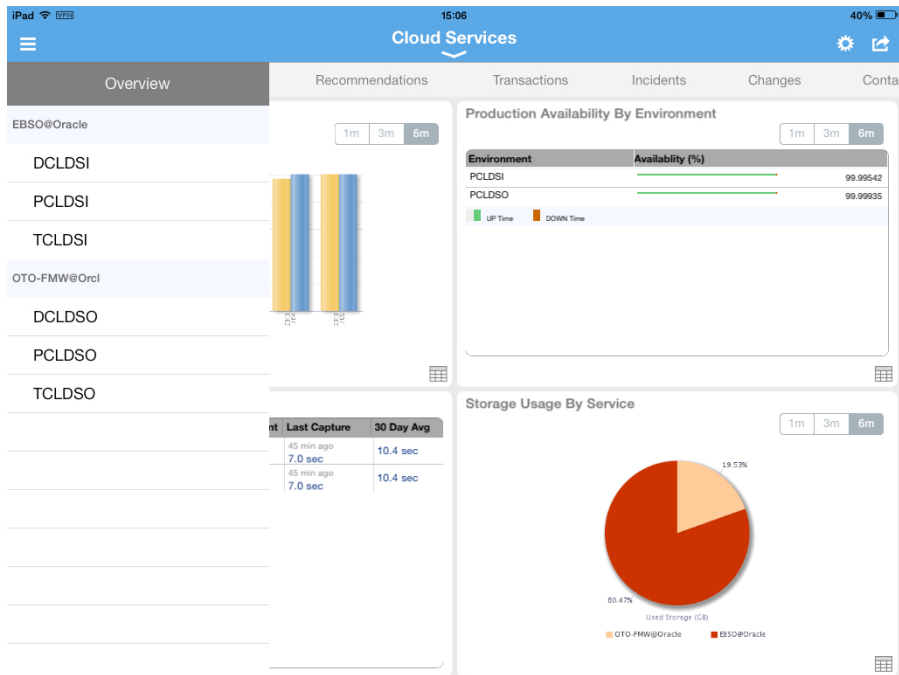 iPad VPN 15:06 40%
Cloud Services
Overview
Recommendations Transactions Incidents Changes Conta
EBSO@Oracle
DCLDSI
PCLDSI
TCLDSI
OTO-FMW@Orcl
DCLDSO
PCLDSO
TCLDSO
1m 3m 6m
Production Availability By Environment
1m 3m 6m
Environment Availablity (%)
PCLDSI 99.99542
PCLDSO 99.99935
UP Time DOWN Time
nt Last Capture 30 Day Avg
45 min ago
7.0 sec 10.4 sec
45 min ago
7.0 sec 10.4 sec
Storage Usage By Service
1m 3m 6m
19.53%
80.47%
Used Storage (GB)
OTO-FMW@Oracle EBSO@Oracle